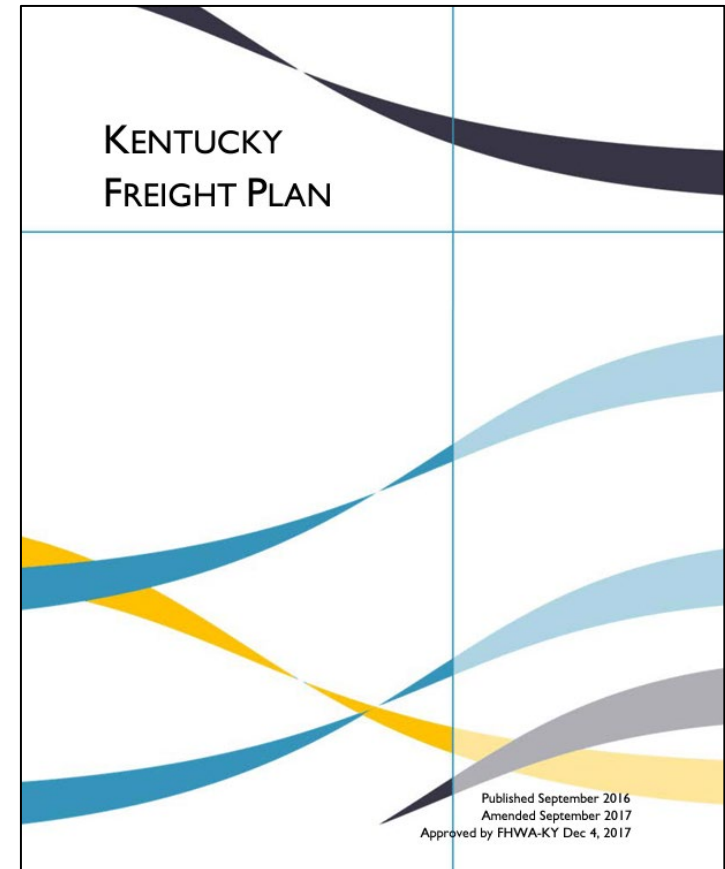 KENTUCKY
FREIGHT PLAN
Published September 2016
Amended September 2017
Approved by FHWA-KY Dec 4, 2017